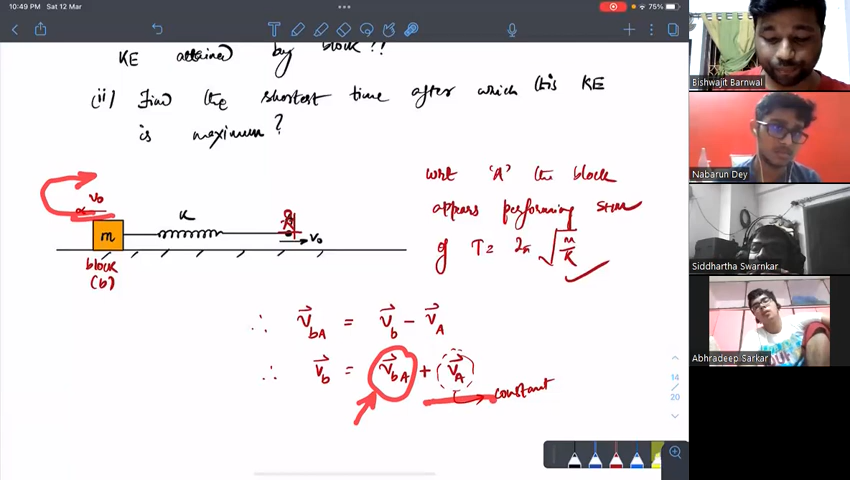 10:49 PM Sat 12 Mar
75%
KE attained by block ??
(ii) Find the shortest time after which this KE
is maximum ?
v₀
m
K
A
v₀
block
(b)
wrt 'A' the block
appears performing SHM
of T = 2π √(m/K)
∴ v⃗bA = v⃗b − v⃗A
∴ v⃗b = v⃗bA + v⃗A
constant
14
20
Bishwajit Barnwal
Nabarun Dey
Siddhartha Swarnkar
Abhradeep Sarkar